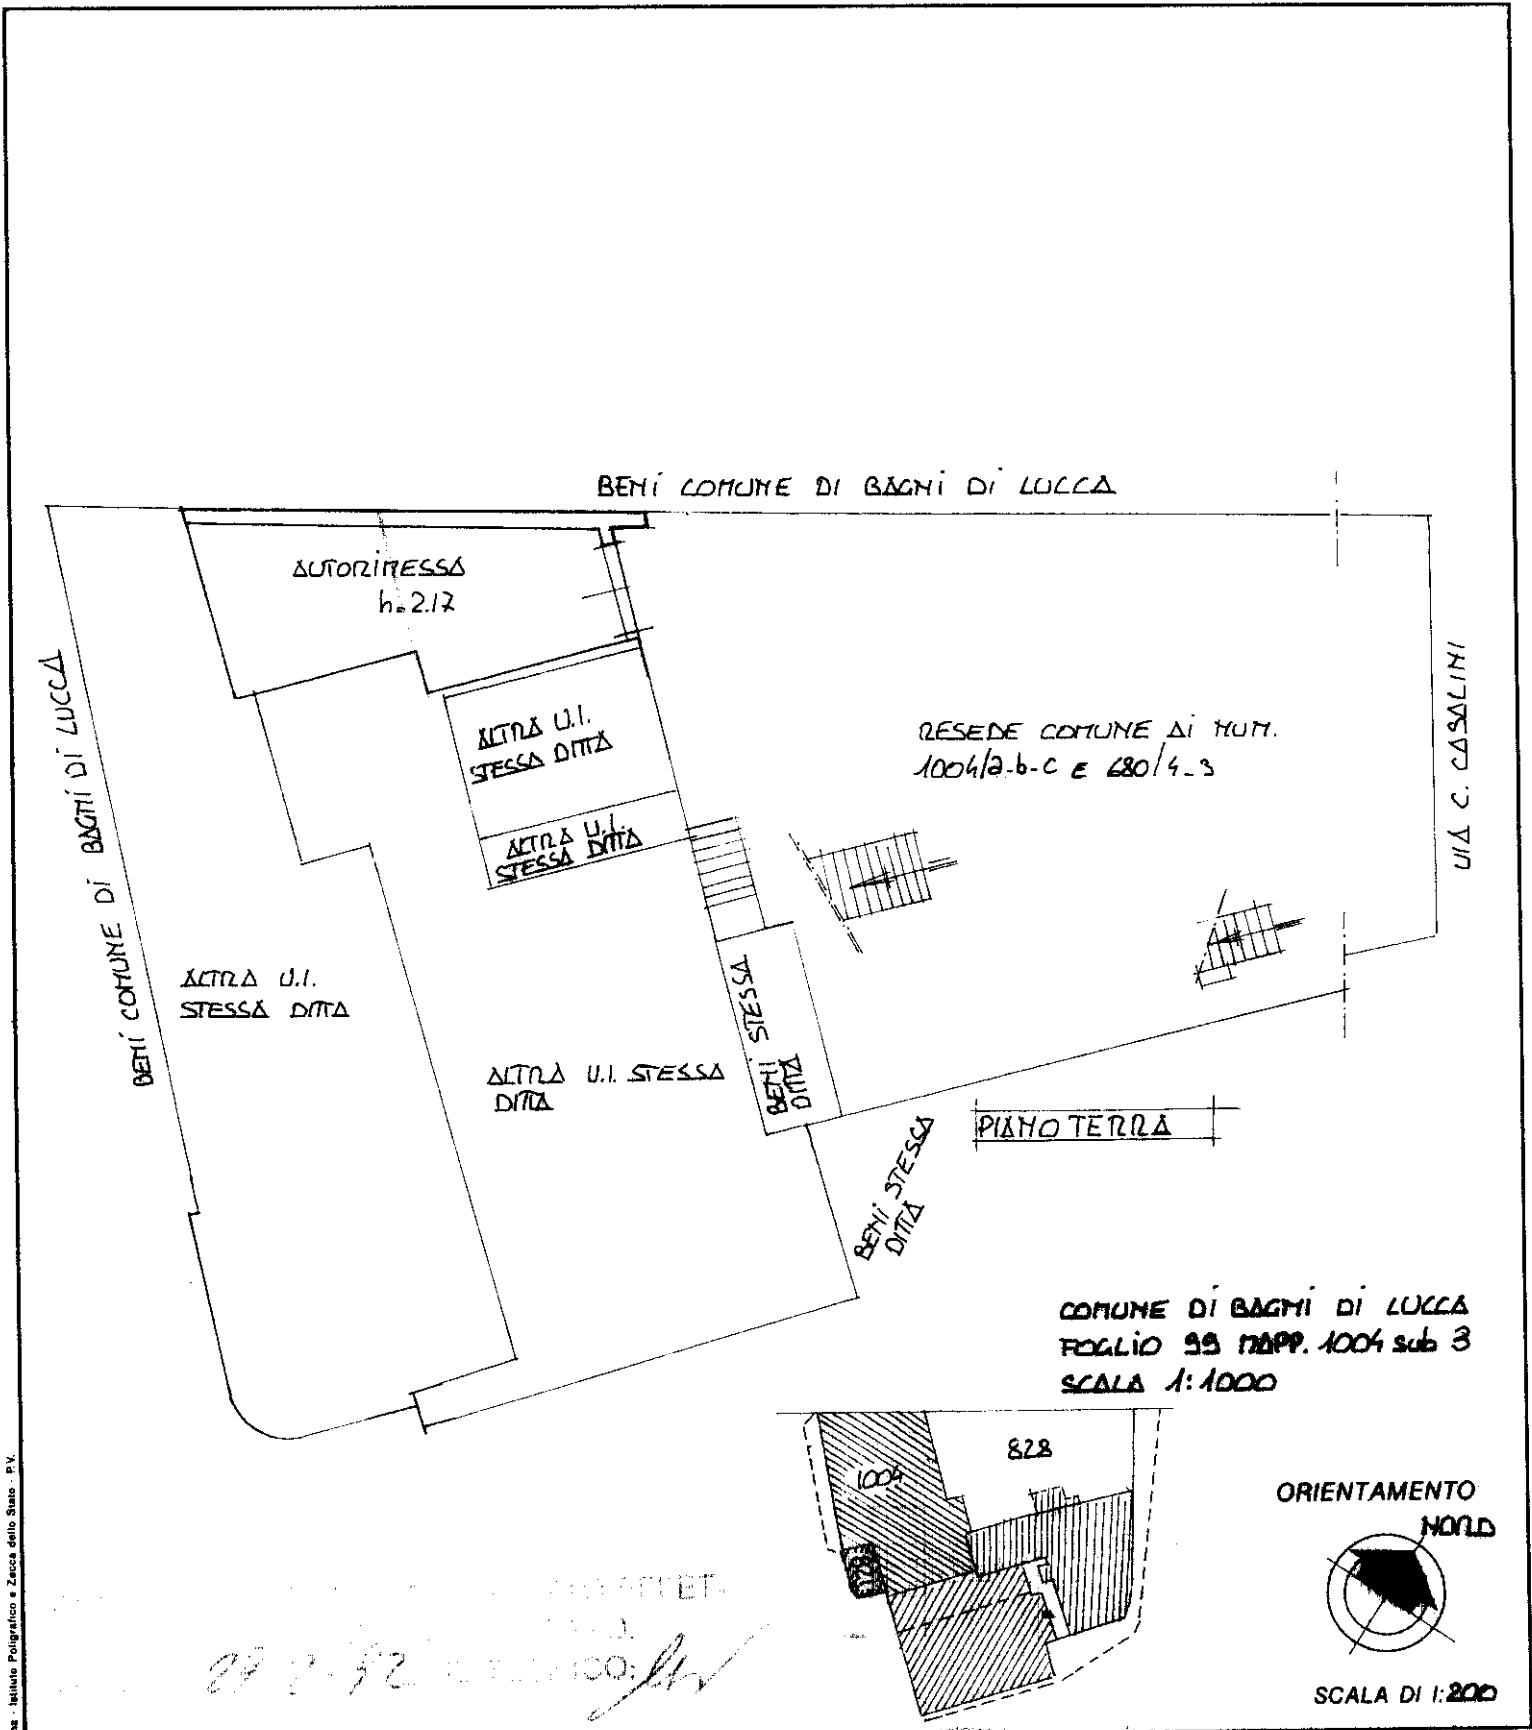 BENI COMUNE DI BAGNI DI LUCCA
AUTORIMESSA
h=2.17
BENI COMUNE DI BAGNI DI LUCCA
ALTRA U.I.
STESSA DITTA
ALTRA U.I.
STESSA DITTA
RESEDE COMUNE AI NUM.
1004/a-b-c E 680/4-3
VIA C. CASALINI
ALTRA U.I.
STESSA DITTA
ALTRA U.I. STESSA
DITTA
BENI STESSA
DITTA
BENI STESSA
DITTA
PIANO TERRA
COMUNE DI BAGNI DI LUCCA
FOGLIO 99 MAPP. 1004 sub 3
SCALA 1:1000
1004
828
ORIENTAMENTO
NORD
SCALA DI 1:200
Istituto Poligrafico e Zecca dello Stato - P.V.